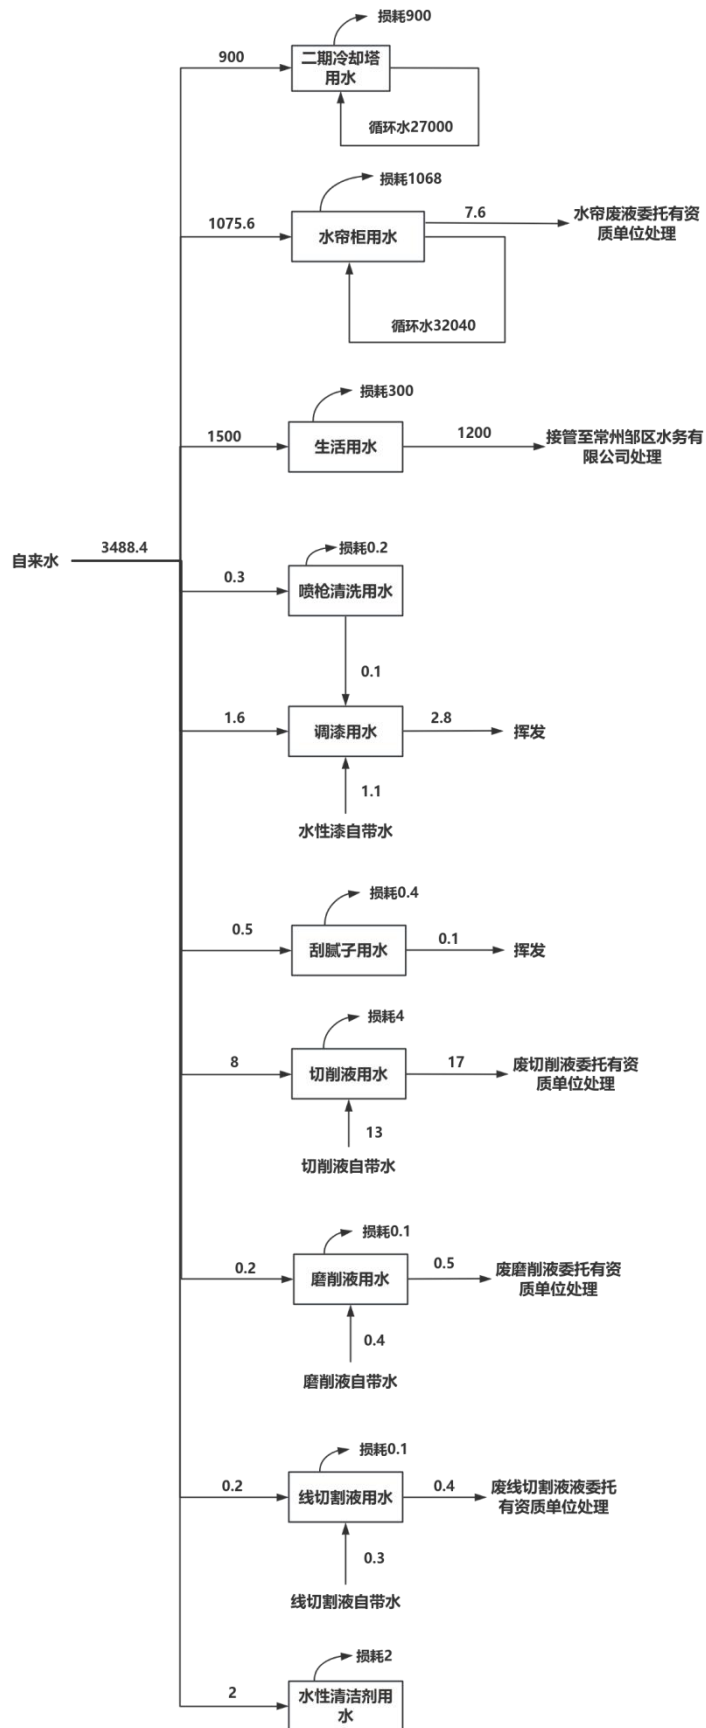 损耗900
900
二期冷却塔
用水
循环水27000
损耗1068
1075.6
水帘柜用水
7.6
水帘废液委托有资
质单位处理
循环水32040
损耗300
1500
生活用水
1200
接管至常州邹区水务有
限公司处理
自来水
3488.4
损耗0.2
0.3
喷枪清洗用水
0.1
1.6
调漆用水
2.8
挥发
1.1
水性漆自带水
损耗0.4
0.5
刮腻子用水
0.1
挥发
损耗4
8
切削液用水
17
废切削液委托有资
质单位处理
13
切削液自带水
损耗0.1
0.2
磨削液用水
0.5
废磨削液委托有资
质单位处理
0.4
磨削液自带水
损耗0.1
0.2
线切割液用水
0.4
废线切割液液委托
有资质单位处理
0.3
线切割液自带水
损耗2
2
水性清洁剂用
水